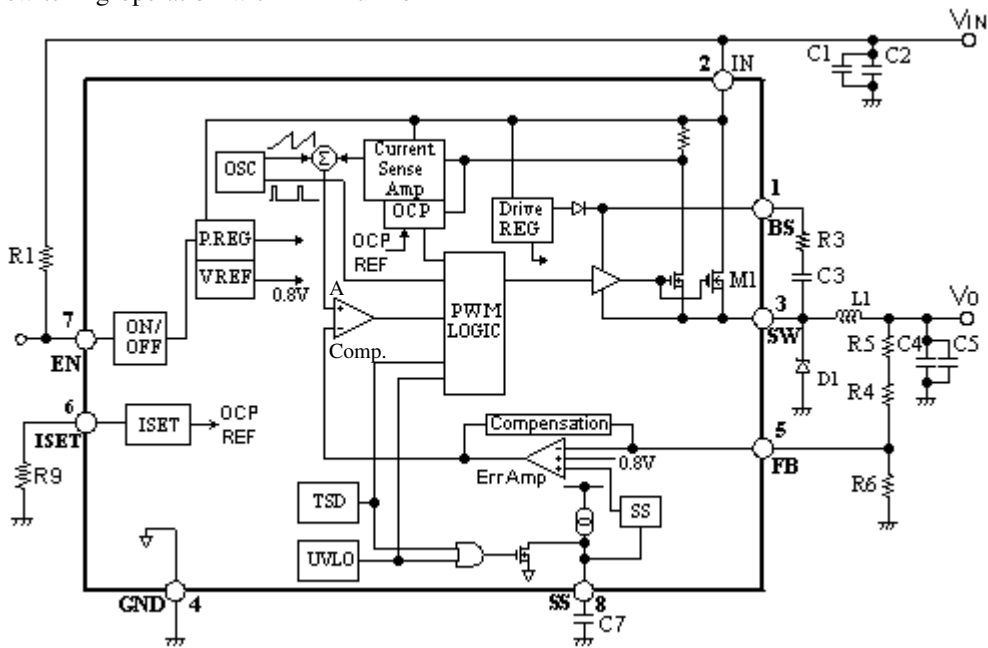 VIN
C1 C2
2 IN
OSC
Σ
Current
Sense
Amp
OCP
OCP
REF
Drive
REG
1
BS
R3
C3
R1
P.REG
VREF
0.8V
PWM
LOGIC
M1
3
SW
L1
VO
7
EN
ON/
OFF
A
Comp.
R5 C4 C5
D1
R4
6
ISET
ISET
OCP
REF
Compensation
5
FB
R9
ErrAmp
0.8V
R6
TSD
SS
UVLO
GND 4
SS 8
C7